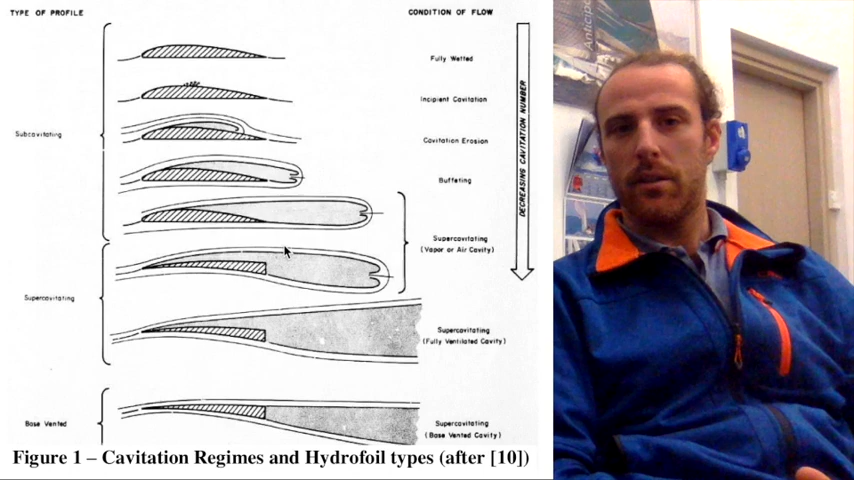 TYPE OF PROFILE
CONDITION OF FLOW
Fully Wetted
Incipient Cavitation
Subcavitating
Cavitation Erosion
Buffeting
DECREASING CAVITATION NUMBER
Supercavitating
(Vapor or Air Cavity)
Supercavitating
Supercavitating
(Fully Ventilated Cavity)
Base Vented
Supercavitating
(Base Vented Cavity)
Figure 1 – Cavitation Regimes and Hydrofoil types (after [10])
Anticipo